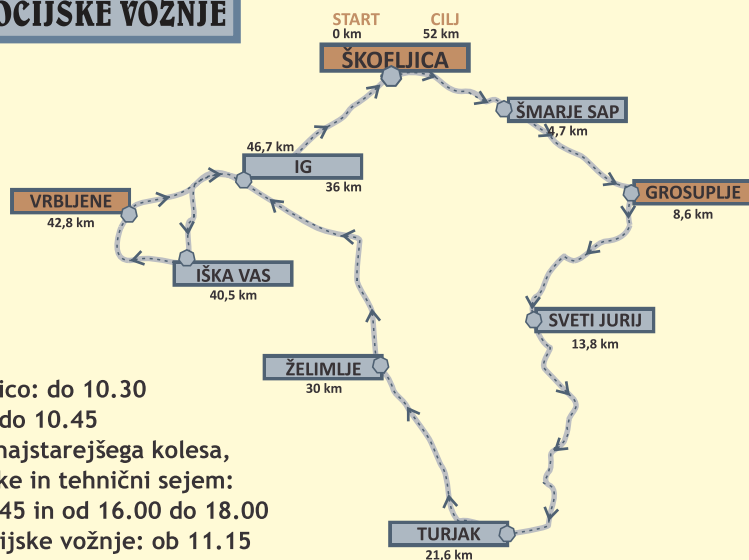 OCIJSKE VOŽNJE
START CILJ
0 km 52 km
ŠKOFLJICA
ŠMARJE SAP
4,7 km
46,7 km
IG
36 km
VRBLJENE
42,8 km
GROSUPLJE
8,6 km
IŠKA VAS
40,5 km
SVETI JURIJ
13,8 km
ŽELIMLJE
30 km
ico: do 10.30
do 10.45
najstarejšega kolesa,
ke in tehnični sejem:
45 in od 16.00 do 18.00
ijske vožnje: ob 11.15
TURJAK
21,6 km